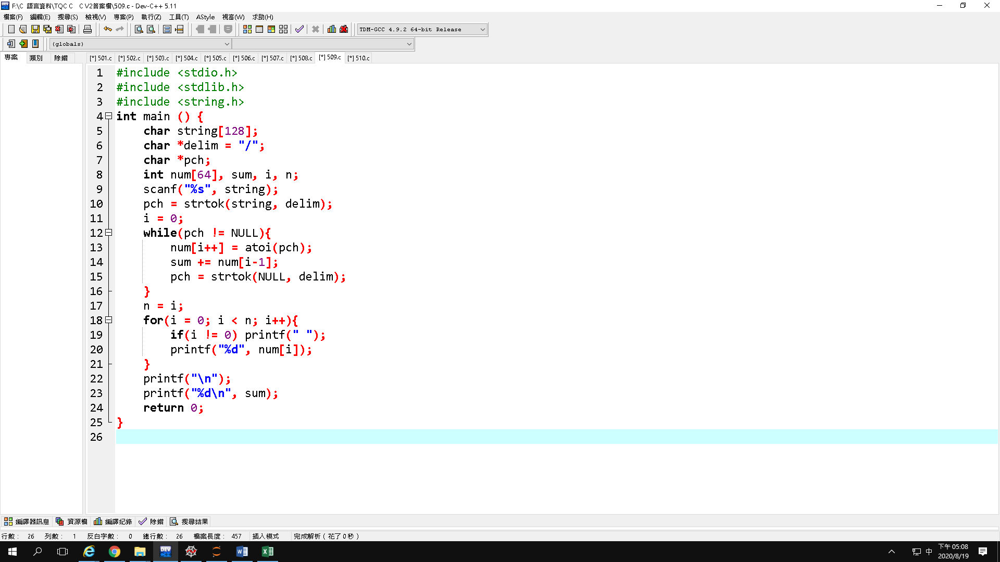 F:\C 語言資料\TQC C　C V2答案檔\509.c - Dev-C++ 5.11
檔案(F) 編輯(E) 搜尋(S) 檢視(V) 專案(P) 執行(Z) 工具(T) AStyle 視窗(W) 求助(H)
TDM-GCC 4.9.2 64-bit Release
(globals)
專案 類別 除錯 [*] 501.c [*] 502.c [*] 503.c [*] 504.c [*] 505.c [*] 506.c [*] 507.c [*] 508.c [*] 509.c [*] 510.c
1 #include <stdio.h>
2 #include <stdlib.h>
3 #include <string.h>
4 int main () {
5     char string[128];
6     char *delim = "/";
7     char *pch;
8     int num[64], sum, i, n;
9     scanf("%s", string);
10     pch = strtok(string, delim);
11     i = 0;
12     while(pch != NULL){
13         num[i++] = atoi(pch);
14         sum += num[i-1];
15         pch = strtok(NULL, delim);
16     }
17     n = i;
18     for(i = 0; i < n; i++){
19         if(i != 0) printf(" ");
20         printf("%d", num[i]);
21     }
22     printf("\n");
23     printf("%d\n", sum);
24     return 0;
25 }
26
編譯器訊息 資源檔 編譯紀錄 除錯 搜尋結果
行數： 26 列數： 1 反白字數： 0 總行數： 26 檔案長度： 457 插入模式 完成解析 ( 花了 0 秒 )
DEV
中
下午 05:08
2020/8/19